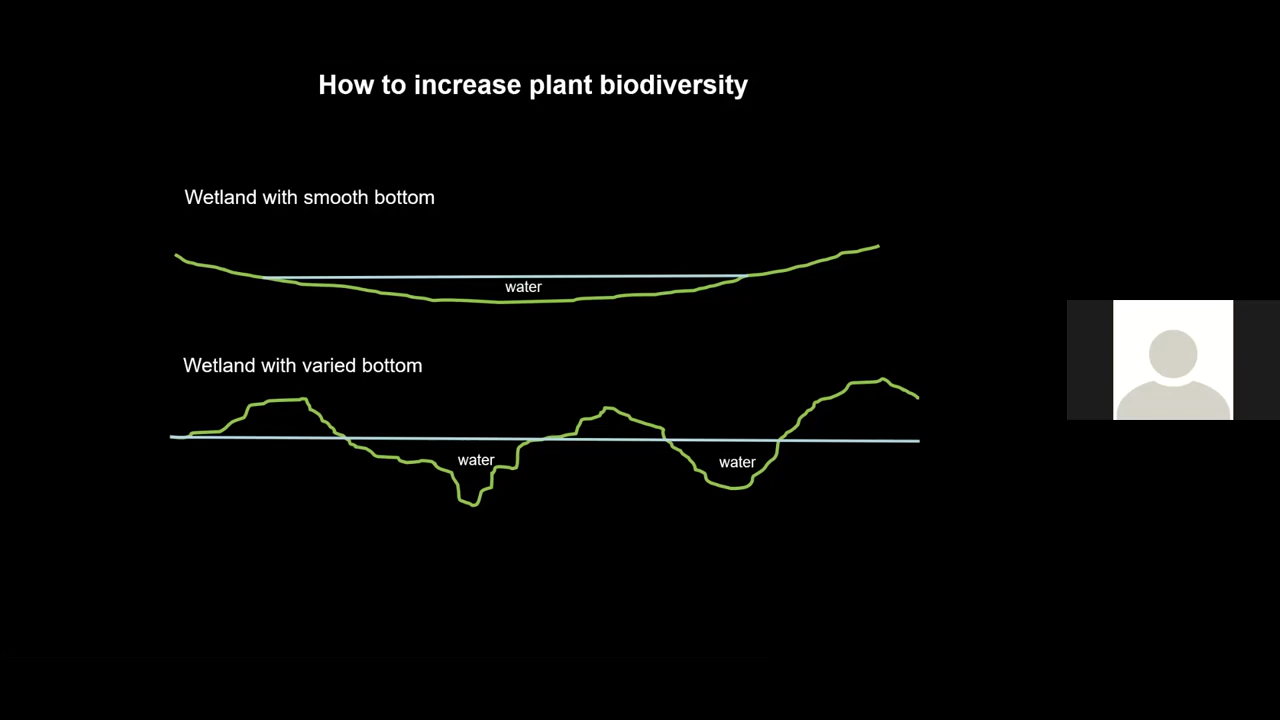 How to increase plant biodiversity
Wetland with smooth bottom
water
Wetland with varied bottom
water
water